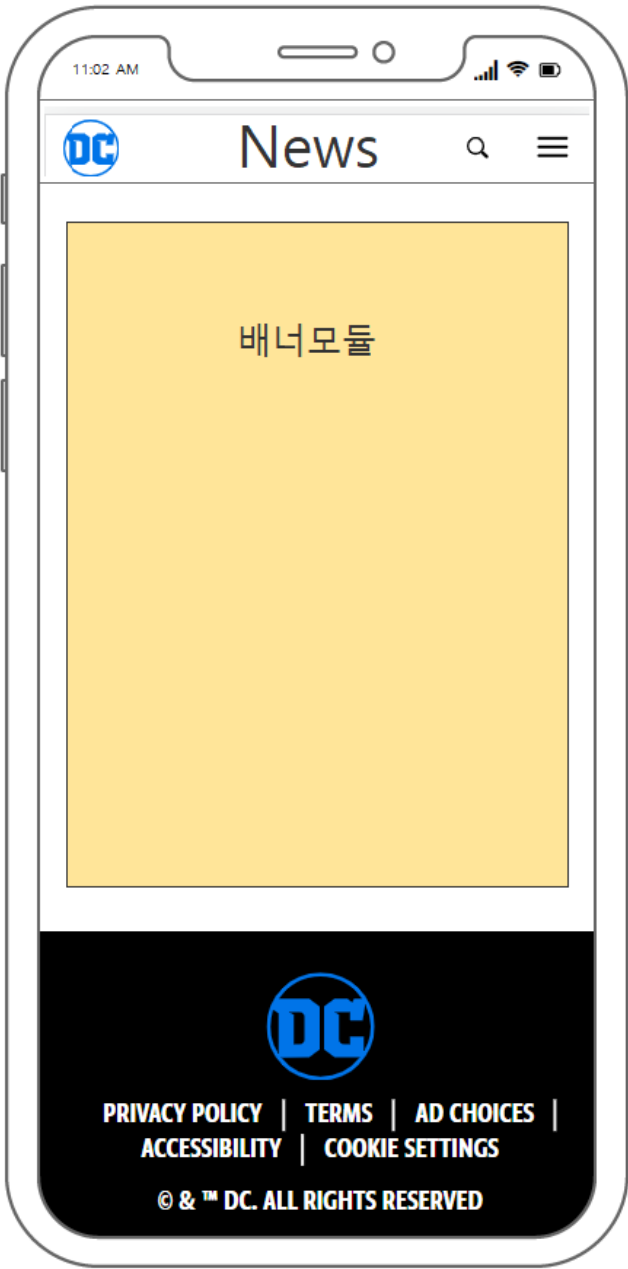 11:02 AM
DC
News
배너모듈
DC
PRIVACY POLICY | TERMS | AD CHOICES |
ACCESSIBILITY | COOKIE SETTINGS
© & ™ DC. ALL RIGHTS RESERVED